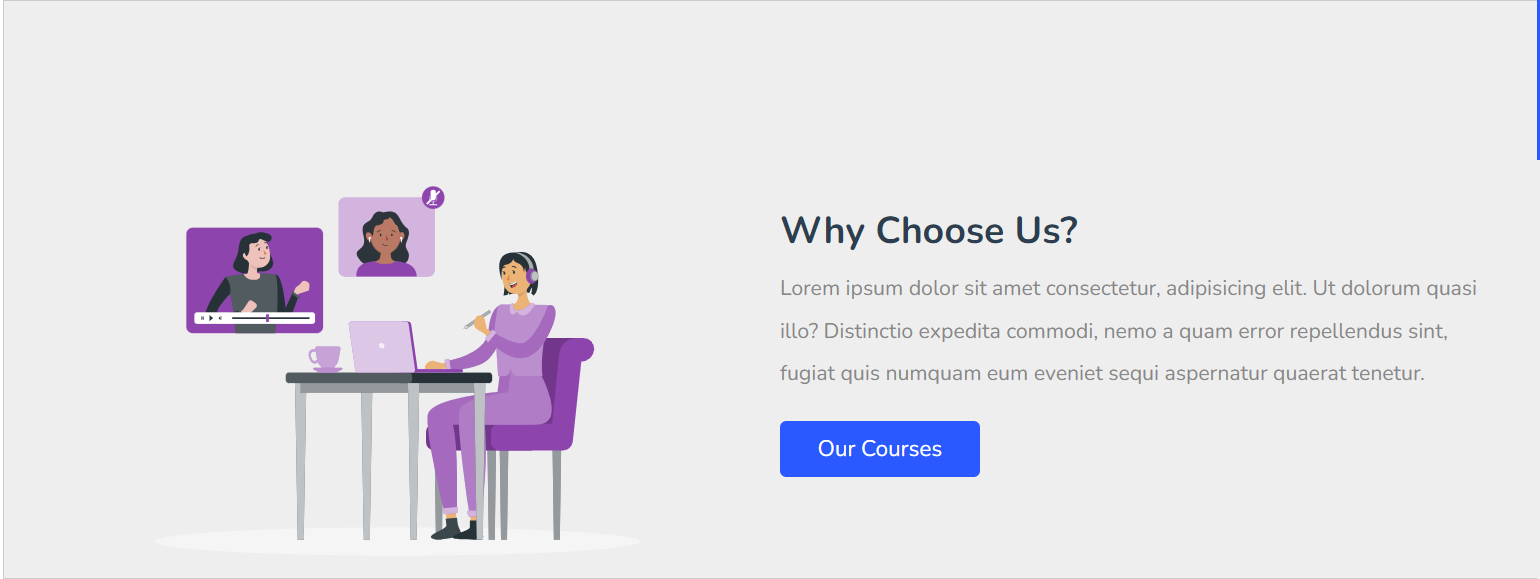 Why Choose Us?
Lorem ipsum dolor sit amet consectetur, adipisicing elit. Ut dolorum quasi
illo? Distinctio expedita commodi, nemo a quam error repellendus sint,
fugiat quis numquam eum eveniet sequi aspernatur quaerat tenetur.
Our Courses